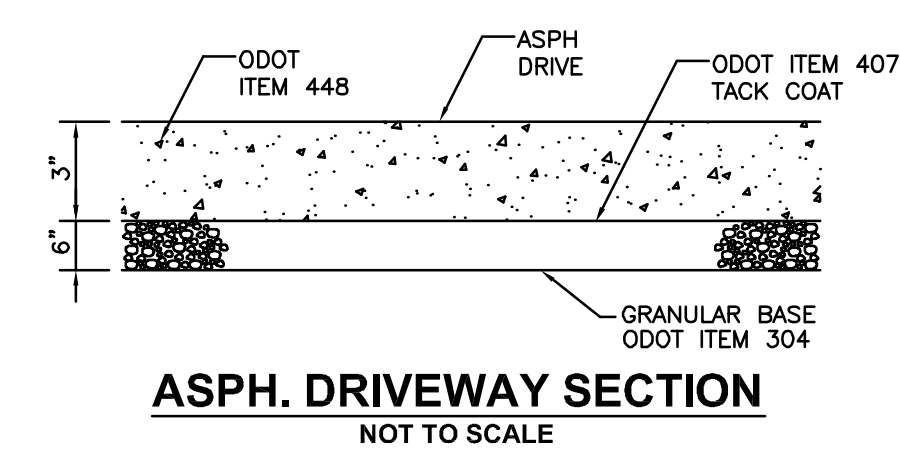 ASPH
DRIVE
ODOT
ITEM 448
ODOT ITEM 407
TACK COAT
3"
6"
GRANULAR BASE
ODOT ITEM 304
ASPH. DRIVEWAY SECTION
NOT TO SCALE